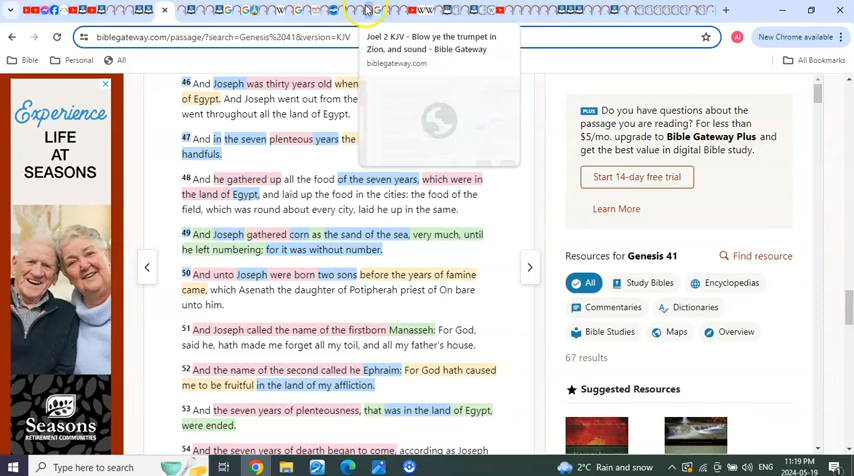 biblegateway.com/passage/?search=Genesis%2041&version=KJV
New Chrome available
Bible
Personal
All
All Bookmarks
Joel 2 KJV - Blow ye the trumpet in
Zion, and sound - Bible Gateway
biblegateway.com
Experience
LIFE
AT
SEASONS
Seasons
RETIREMENT COMMUNITIES
46 And Joseph was thirty years old when
of Egypt. And Joseph went out from the
went throughout all the land of Egypt.
47 And in the seven plenteous years the
handfuls.
48 And he gathered up all the food of the seven years, which were in
the land of Egypt, and laid up the food in the cities: the food of the
field, which was round about every city, laid he up in the same.
49 And Joseph gathered corn as the sand of the sea, very much, until
he left numbering; for it was without number.
50 And unto Joseph were born two sons before the years of famine
came, which Asenath the daughter of Potipherah priest of On bare
unto him.
51 And Joseph called the name of the firstborn Manasseh: For God,
said he, hath made me forget all my toil, and all my father's house.
52 And the name of the second called he Ephraim: For God hath caused
me to be fruitful in the land of my affliction.
53 And the seven years of plenteousness, that was in the land of Egypt,
were ended.
54 And the seven years of dearth began to come, according as Joseph
PLUS Do you have questions about the
passage you are reading? For less than
$5/mo. upgrade to Bible Gateway Plus and
get the best value in digital Bible study.
Start 14-day free trial
Learn More
Resources for Genesis 41
Find resource
All
Study Bibles
Encyclopedias
Commentaries
Dictionaries
Bible Studies
Maps
Overview
67 results
Suggested Resources
Type here to search
2°C Rain and snow
ENG
11:19 PM
2024-05-19